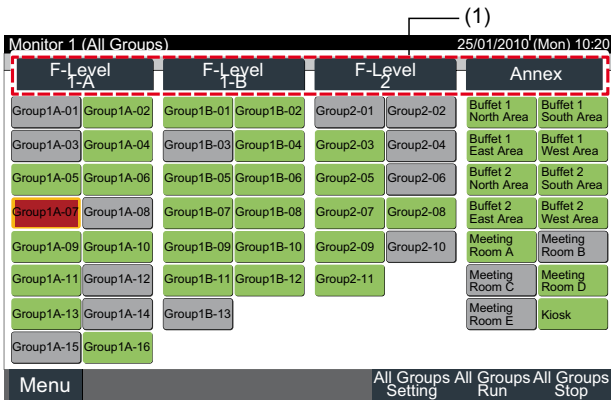 (1)
Monitor 1 (All Groups) 25/01/2010 (Mon) 10:20
F-Level
1-A
F-Level
1-B
F-Level
2
Annex
Group1A-01 Group1A-02 Group1B-01 Group1B-02 Group2-01 Group2-02
Buffet 1
North Area
Buffet 1
South Area
Group1A-03 Group1A-04 Group1B-03 Group1B-04 Group2-03 Group2-04
Buffet 1
East Area
Buffet 1
West Area
Group1A-05 Group1A-06 Group1B-05 Group1B-06 Group2-05 Group2-06
Buffet 2
North Area
Buffet 2
South Area
Group1A-07 Group1A-08 Group1B-07 Group1B-08 Group2-07 Group2-08
Buffet 2
East Area
Buffet 2
West Area
Group1A-09 Group1A-10 Group1B-09 Group1B-10 Group2-09 Group2-10
Meeting
Room A
Meeting
Room B
Group1A-11 Group1A-12 Group1B-11 Group1B-12 Group2-11
Meeting
Room C
Meeting
Room D
Group1A-13 Group1A-14 Group1B-13
Meeting
Room E
Kiosk
Group1A-15 Group1A-16
Menu
All Groups
Setting
All Groups
Run
All Groups
Stop